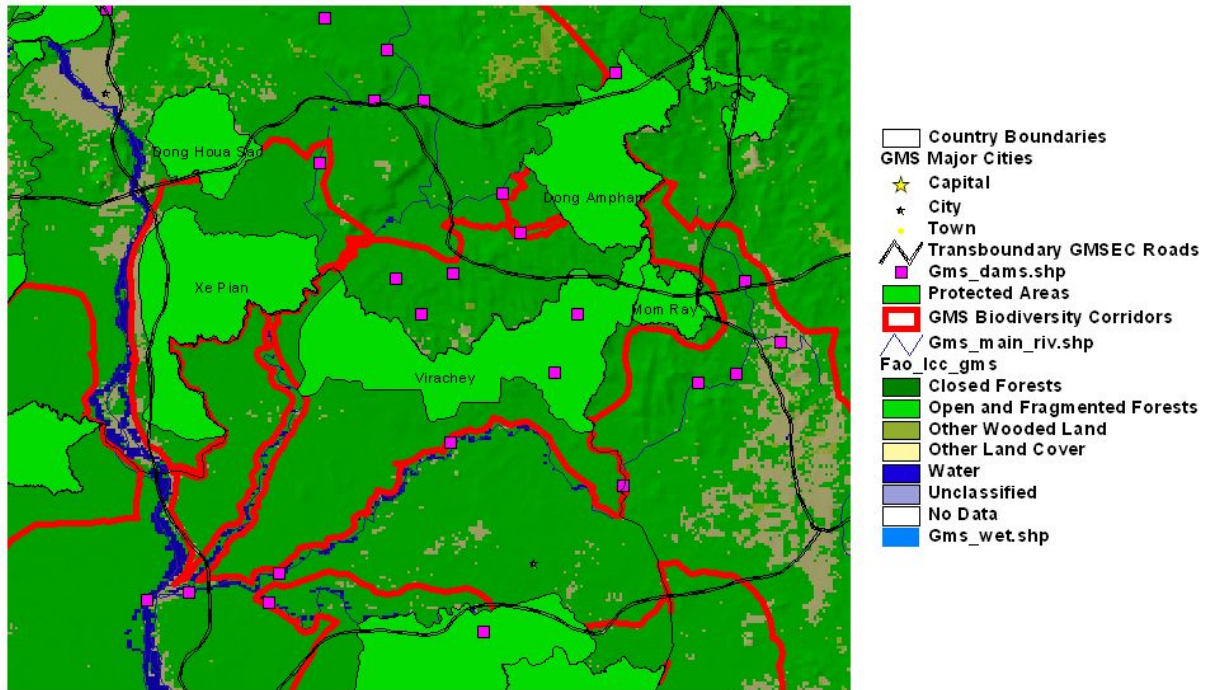 Dong Houa Sao
Dong Ampham
Xe Pian
Mom Ray
Virachey
Country Boundaries
GMS Major Cities
Capital
City
Town
Transboundary GMSEC Roads
Gms_dams.shp
Protected Areas
GMS Biodiversity Corridors
Gms_main_riv.shp
Fao_lcc_gms
Closed Forests
Open and Fragmented Forests
Other Wooded Land
Other Land Cover
Water
Unclassified
No Data
Gms_wet.shp